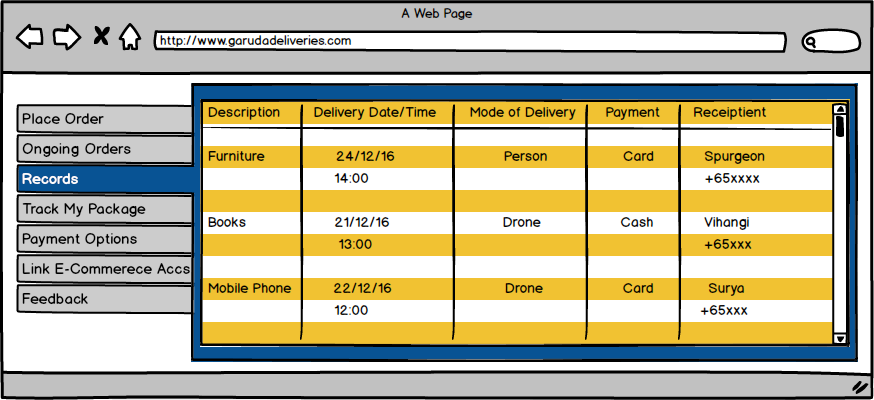 A Web Page
http://www.garudadeliveries.com
Place Order
Ongoing Orders
Records
Track My Package
Payment Options
Link E-Commerece Accs
Feedback
Description Delivery Date/Time Mode of Delivery Payment Receiptient
Furniture 24/12/16 Person Card Spurgeon
14:00 +65xxxx
Books 21/12/16 Drone Cash Vihangi
13:00 +65xxx
Mobile Phone 22/12/16 Drone Card Surya
12:00 +65xxx